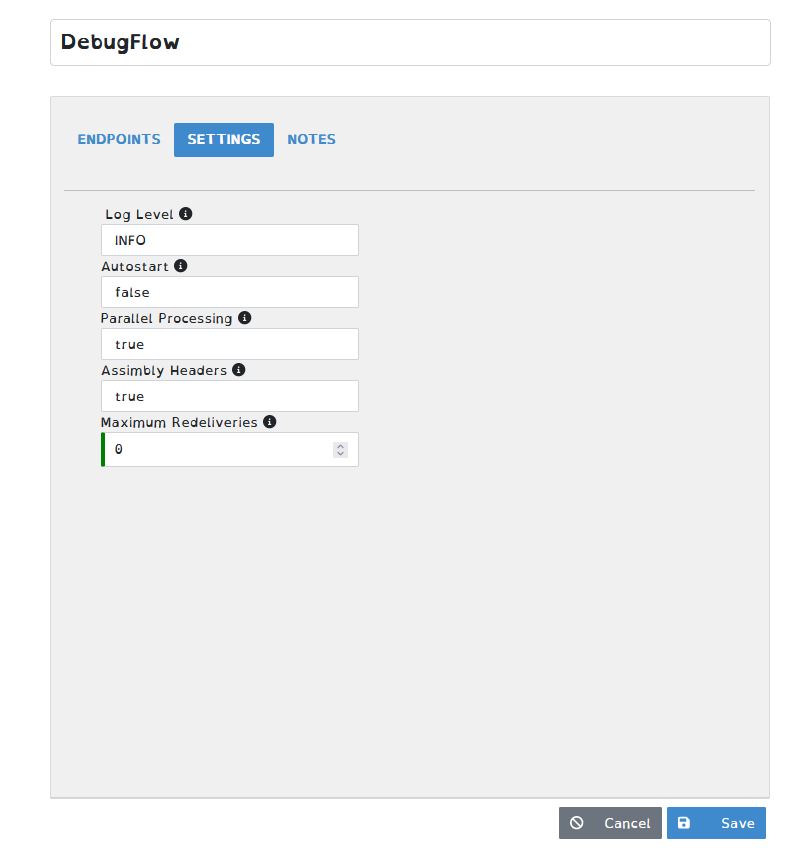 DebugFlow
ENDPOINTS SETTINGS NOTES
Log Level
INFO
Autostart
false
Parallel Processing
true
Assimbly Headers
true
Maximum Redeliveries
0
Cancel Save